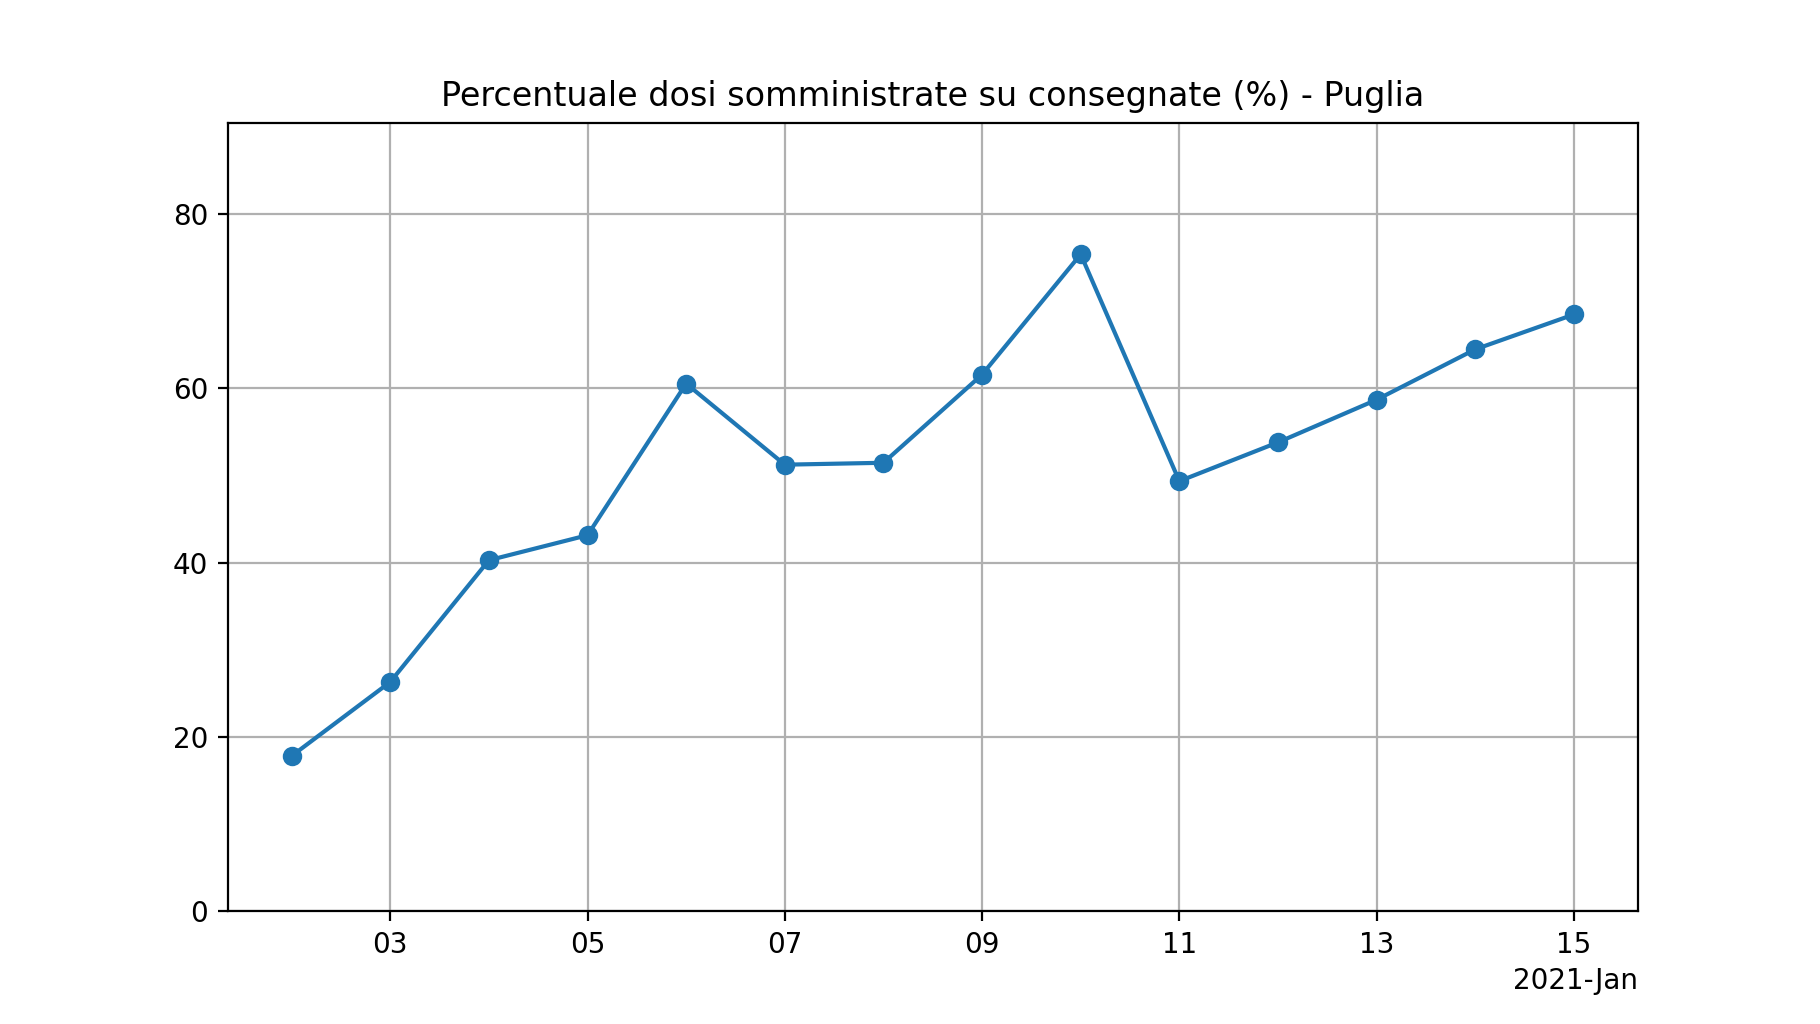 Percentuale dosi somministrate su consegnate (%) - Puglia
80
60
40
20
0
03 05 07 09 11 13 15
2021-Jan